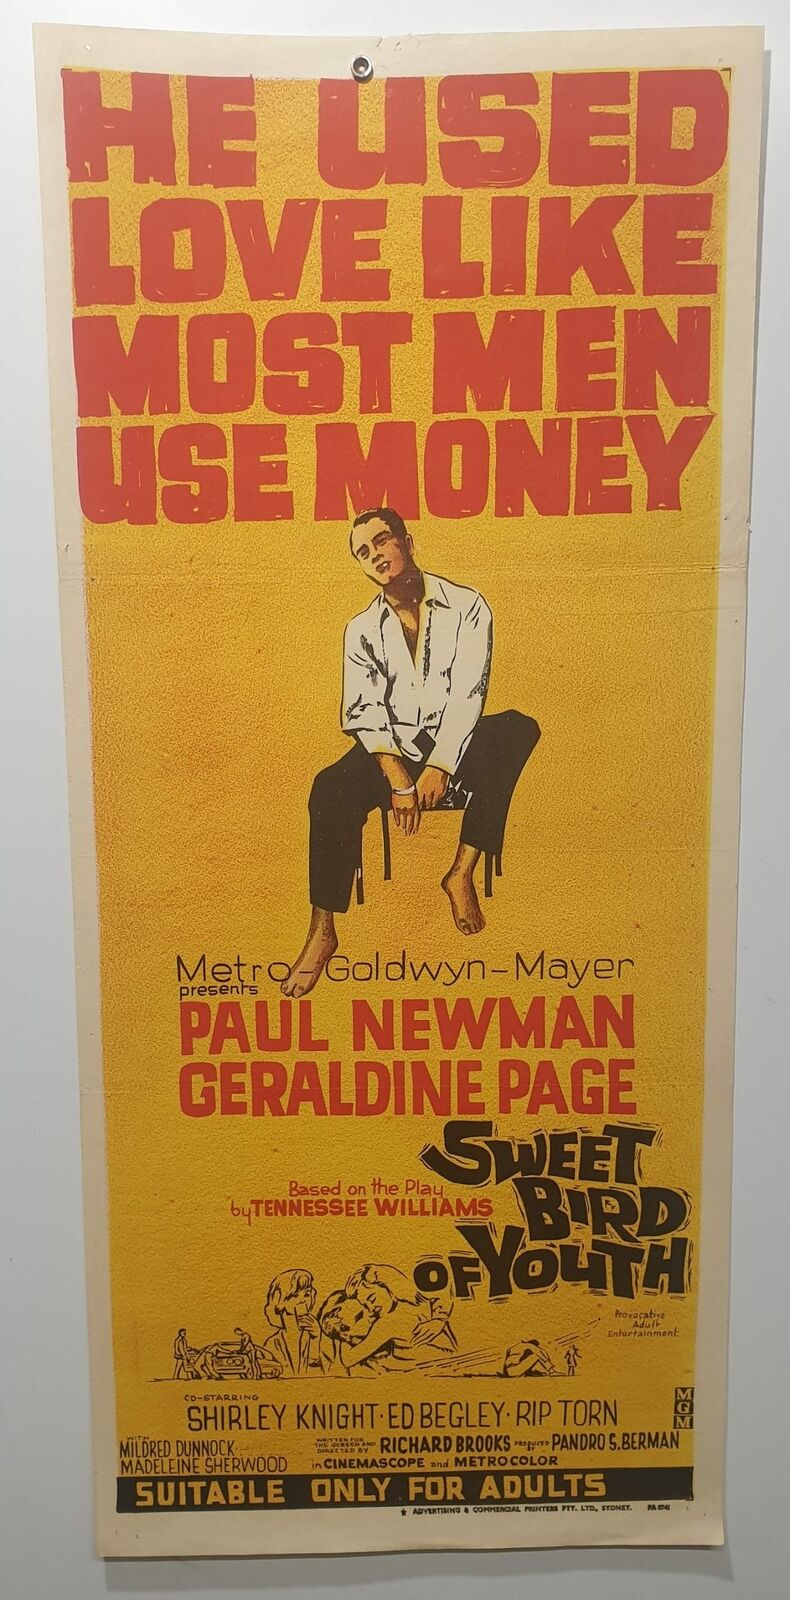 HE USED
LOVE LIKE
MOST MEN
USE MONEY
Metro-Goldwyn-Mayer
presents
PAUL NEWMAN
GERALDINE PAGE
SWEET
BIRD
OF YOUTH
Based on the Play
by TENNESSEE WILLIAMS
Provocative
Adult
Entertainment
CO-STARRING
SHIRLEY KNIGHT · ED BEGLEY · RIP TORN
MGM
WITH
MILDRED DUNNOCK
MADELEINE SHERWOOD
WRITTEN FOR
THE SCREEN AND
DIRECTED BY
RICHARD BROOKS
PRODUCED
BY
PANDRO S. BERMAN
in CINEMASCOPE and METROCOLOR
SUITABLE ONLY FOR ADULTS
★ ADVERTISING & COMMERCIAL PRINTERS PTY. LTD., SYDNEY.